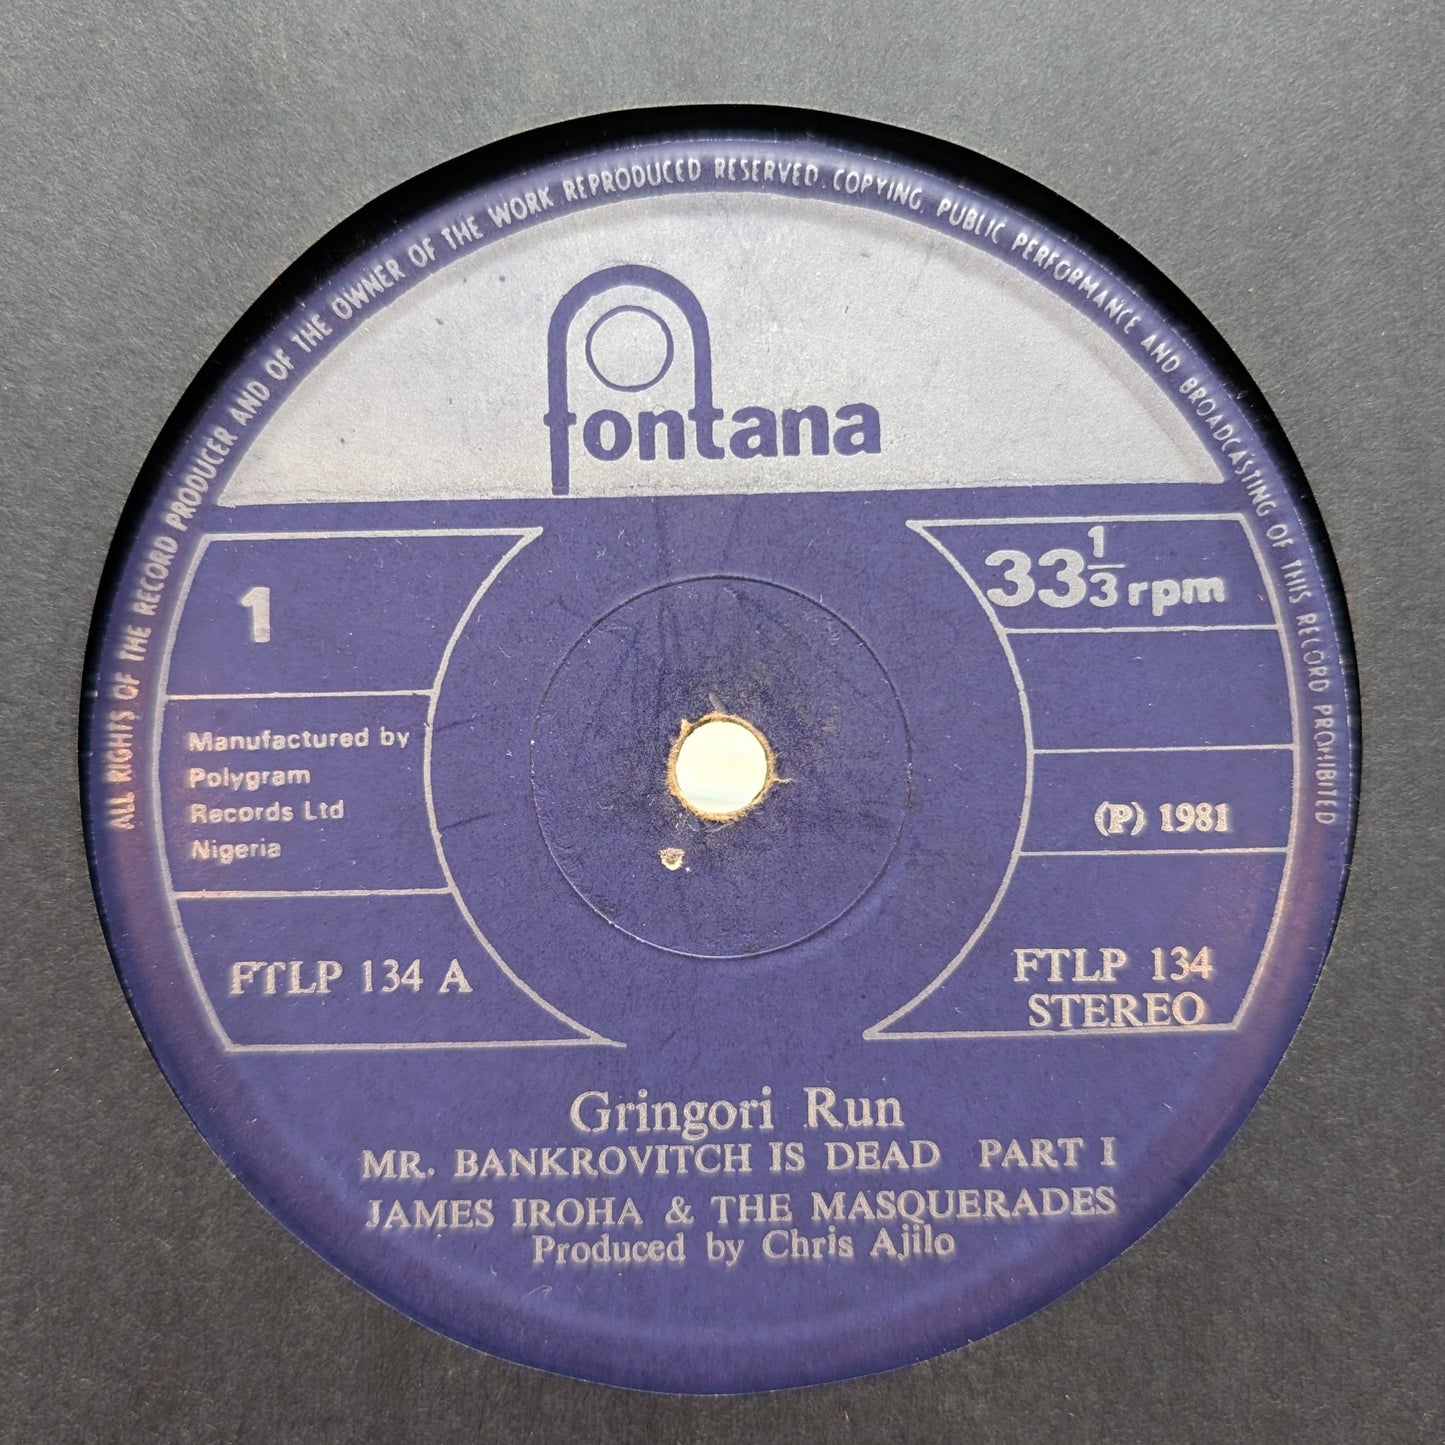 ALL RIGHTS OF THE RECORD PRODUCER AND OF THE OWNER OF THE WORK REPRODUCED RESERVED. COPYING, PUBLIC PERFORMANCE AND BROADCASTING OF THIS RECORD PROHIBITED
fontana
1
33 1/3 rpm
Manufactured by
Polygram
Records Ltd
Nigeria
(P) 1981
FTLP 134 A
FTLP 134
STEREO
Gringori Run
MR. BANKROVITCH IS DEAD PART I
JAMES IROHA & THE MASQUERADES
Produced by Chris Ajilo